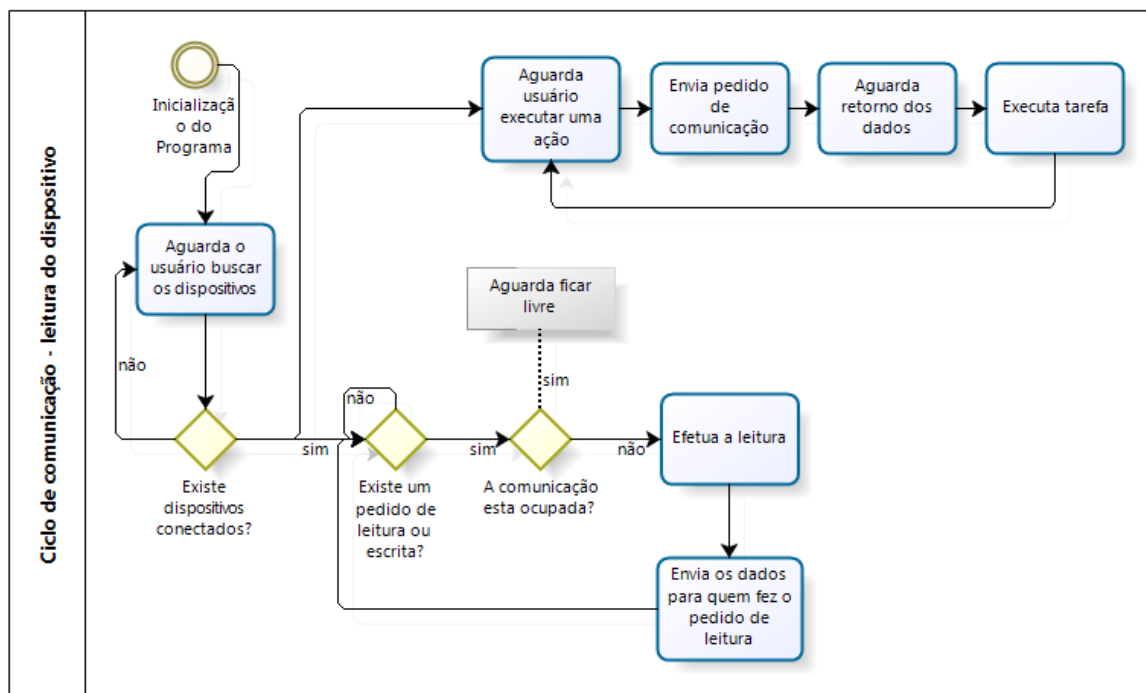 Ciclo de comunicação - leitura do dispositivo
Inicializaçã
o do
Programa
Aguarda
usuário
executar uma
ação
Envia pedido
de
comunicação
Aguarda
retorno dos
dados
Executa tarefa
Aguarda o
usuário buscar
os dispositivos
Aguarda ficar
livre
não
não
sim
Efetua a leitura
sim
sim
não
Existe
dispositivos
conectados?
Existe um
pedido de
leitura ou
escrita?
A comunicação
esta ocupada?
Envia os dados
para quem fez o
pedido de
leitura